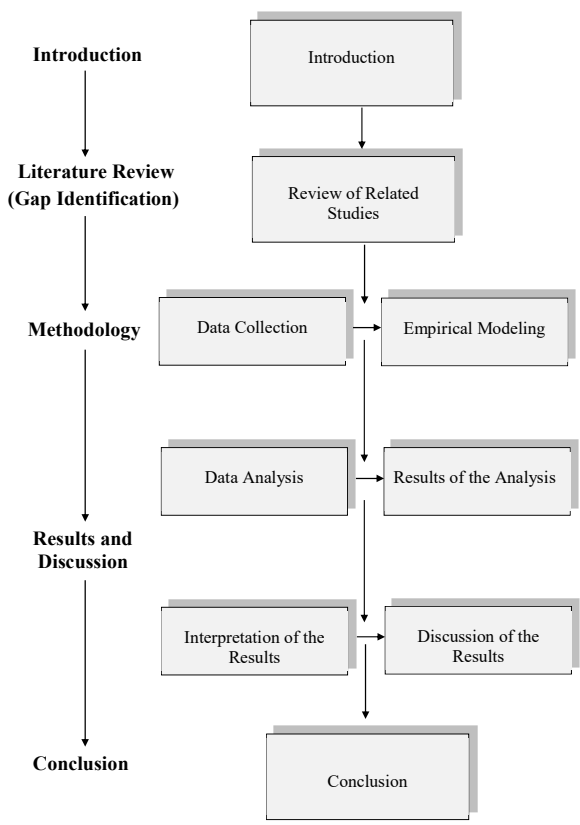 Introduction
Introduction
Literature Review
(Gap Identification)
Review of Related
Studies
Methodology
Data Collection
Empirical Modeling
Data Analysis
Results of the Analysis
Results and
Discussion
Interpretation of the
Results
Discussion of the
Results
Conclusion
Conclusion